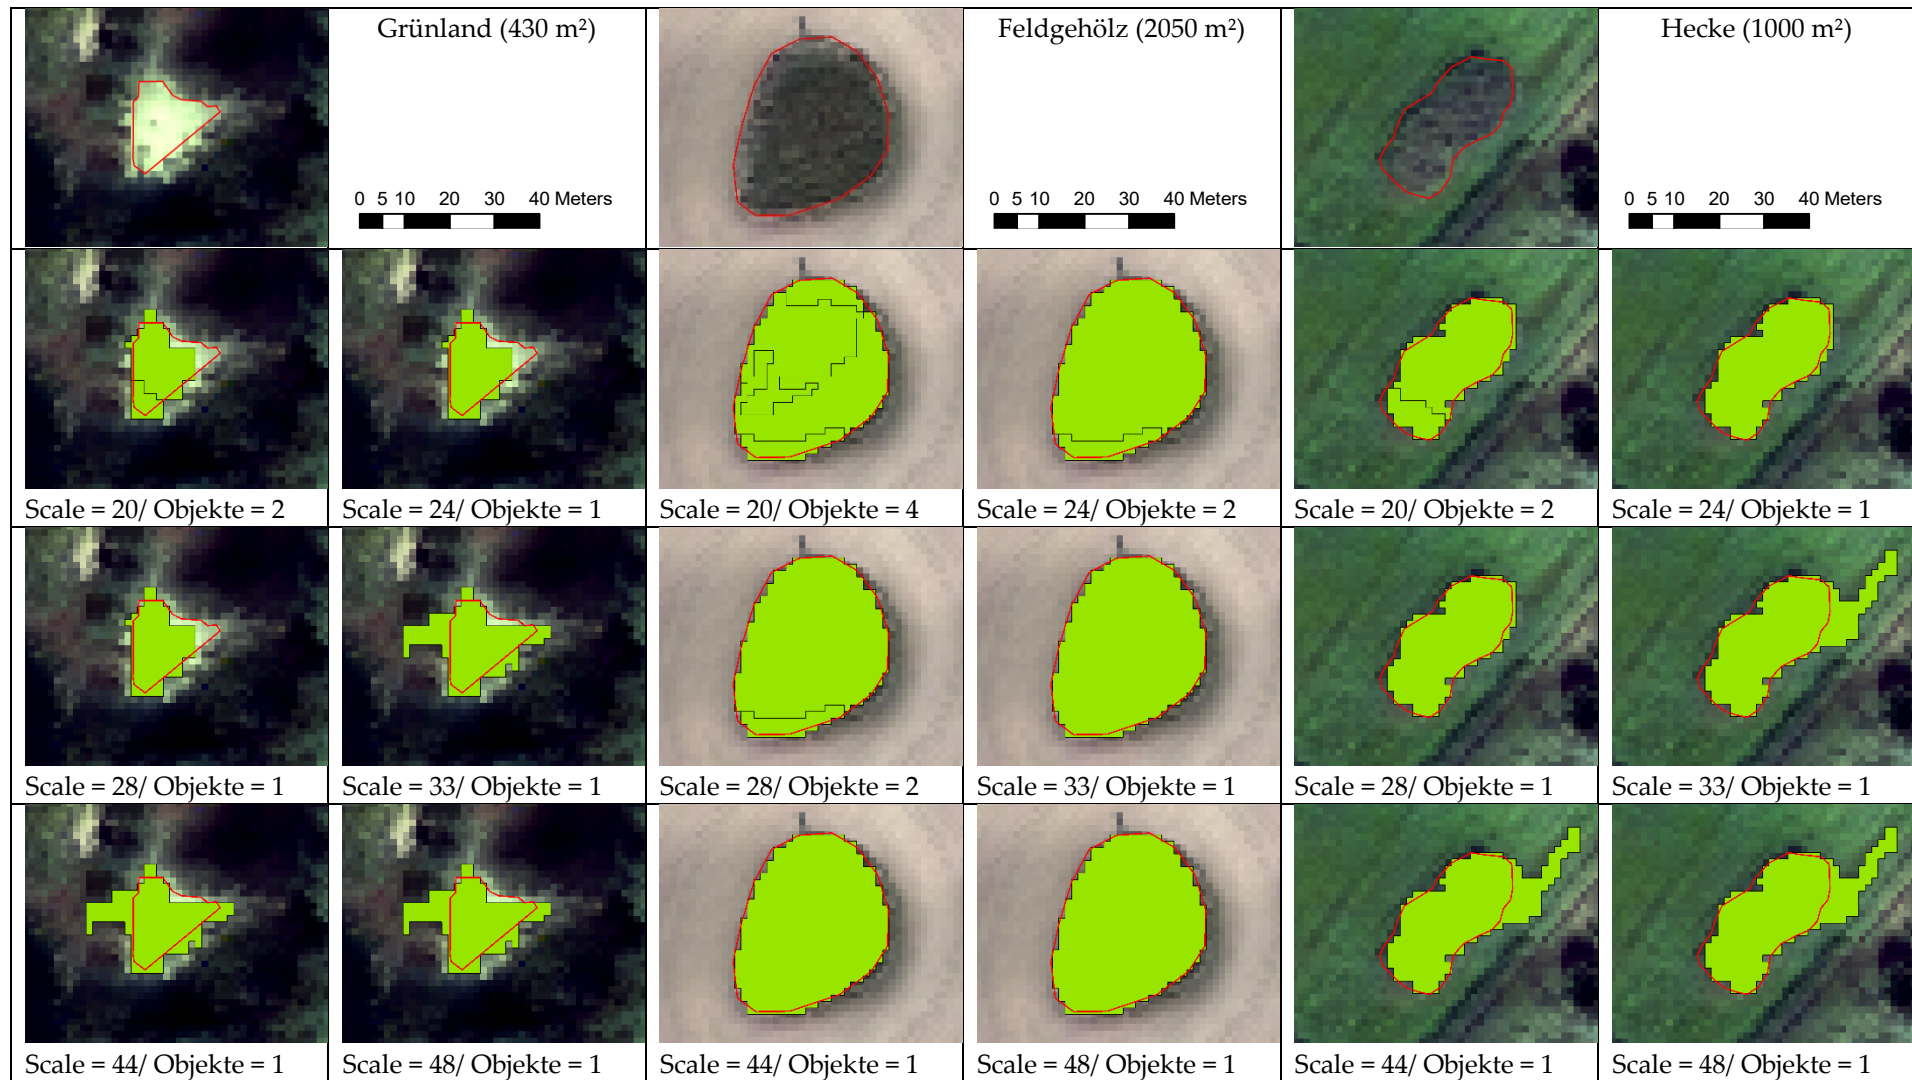 Grünland (430 m²)
Feldgehölz (2050 m²)
Hecke (1000 m²)
0 5 10 20 30 40 Meters
0 5 10 20 30 40 Meters
0 5 10 20 30 40 Meters
Scale = 20/ Objekte = 2
Scale = 24/ Objekte = 1
Scale = 20/ Objekte = 4
Scale = 24/ Objekte = 2
Scale = 20/ Objekte = 2
Scale = 24/ Objekte = 1
Scale = 28/ Objekte = 1
Scale = 33/ Objekte = 1
Scale = 28/ Objekte = 2
Scale = 33/ Objekte = 1
Scale = 28/ Objekte = 1
Scale = 33/ Objekte = 1
Scale = 44/ Objekte = 1
Scale = 48/ Objekte = 1
Scale = 44/ Objekte = 1
Scale = 48/ Objekte = 1
Scale = 44/ Objekte = 1
Scale = 48/ Objekte = 1